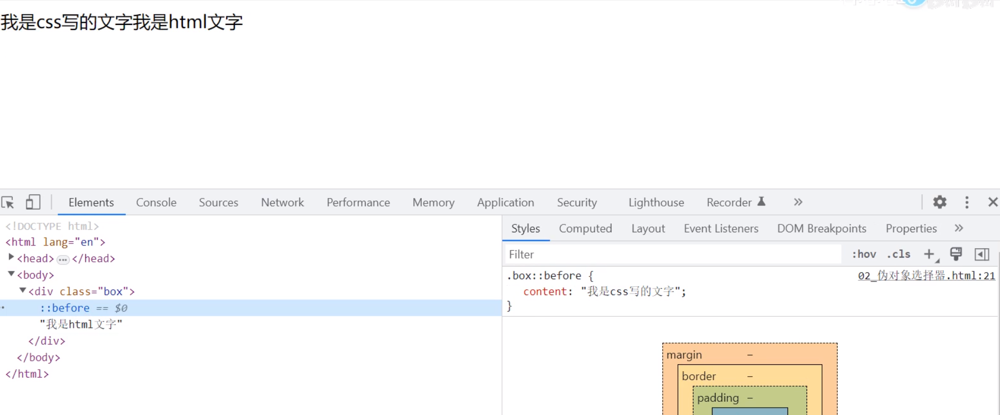 我是css写的文字我是html文字
Elements Console Sources Network Performance Memory Application Security Lighthouse Recorder
<!DOCTYPE html>
<html lang="en">
<head> </head>
<body>
<div class="box">
::before == $0
"我是html文字"
</div>
</body>
</html>
Styles Computed Layout Event Listeners DOM Breakpoints Properties
Filter :hov .cls
.box::before { 02_伪对象选择器.html:21
content: "我是css写的文字";
}
margin –
border –
padding –